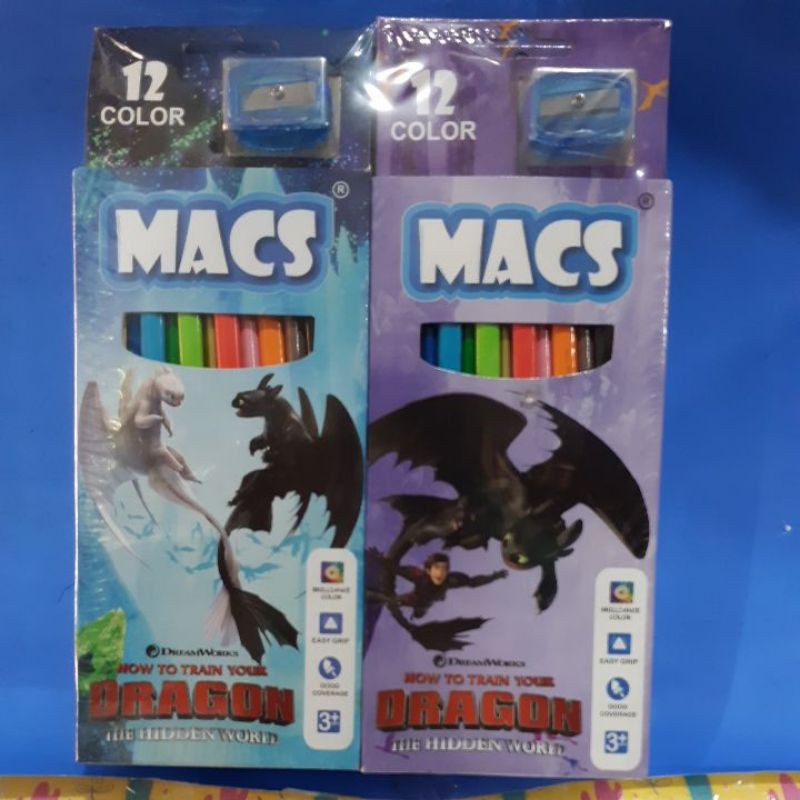 12
COLOR
MACS
®
BRILLIANCE
COLOR
EASY GRIP
GOOD
COVERAGE
3+
DREAMWORKS
HOW TO TRAIN YOUR
DRAGON
THE HIDDEN WORLD
12
COLOR
MACS
®
BRILLIANCE
COLOR
EASY GRIP
GOOD
COVERAGE
3+
DREAMWORKS
HOW TO TRAIN YOUR
DRAGON
THE HIDDEN WORLD